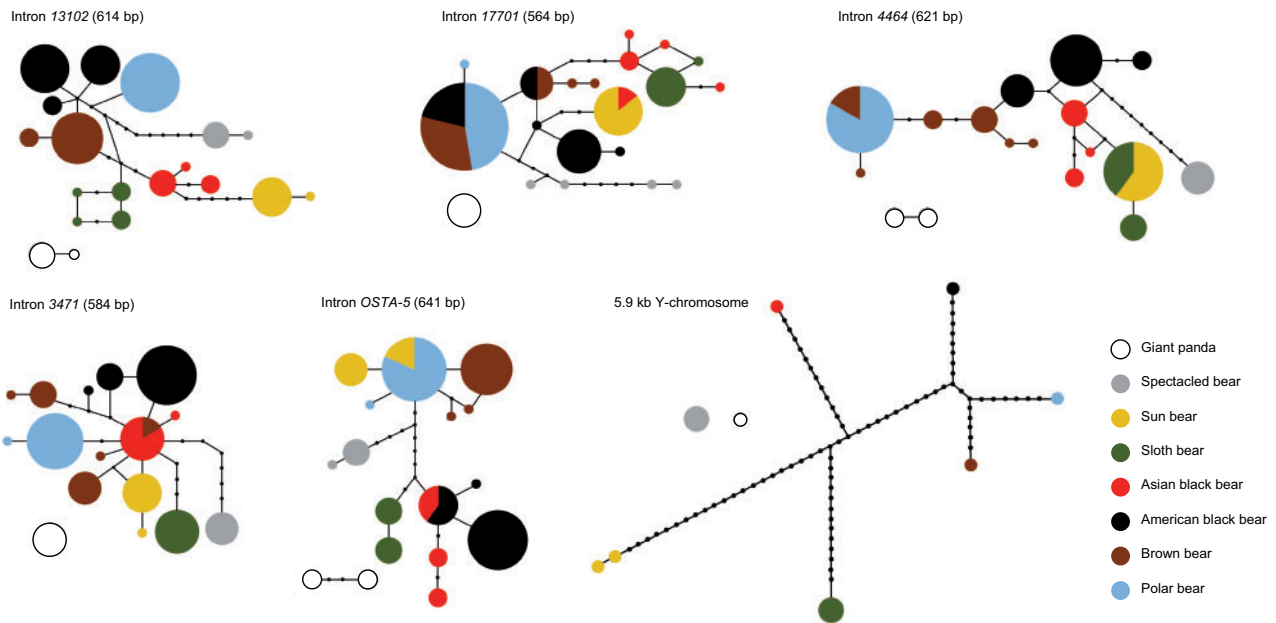 Intron 13102 (614 bp)
Intron 17701 (564 bp)
Intron 4464 (621 bp)
Intron 3471 (584 bp)
Intron OSTA-5 (641 bp)
5.9 kb Y-chromosome
Giant panda
Spectacled bear
Sun bear
Sloth bear
Asian black bear
American black bear
Brown bear
Polar bear